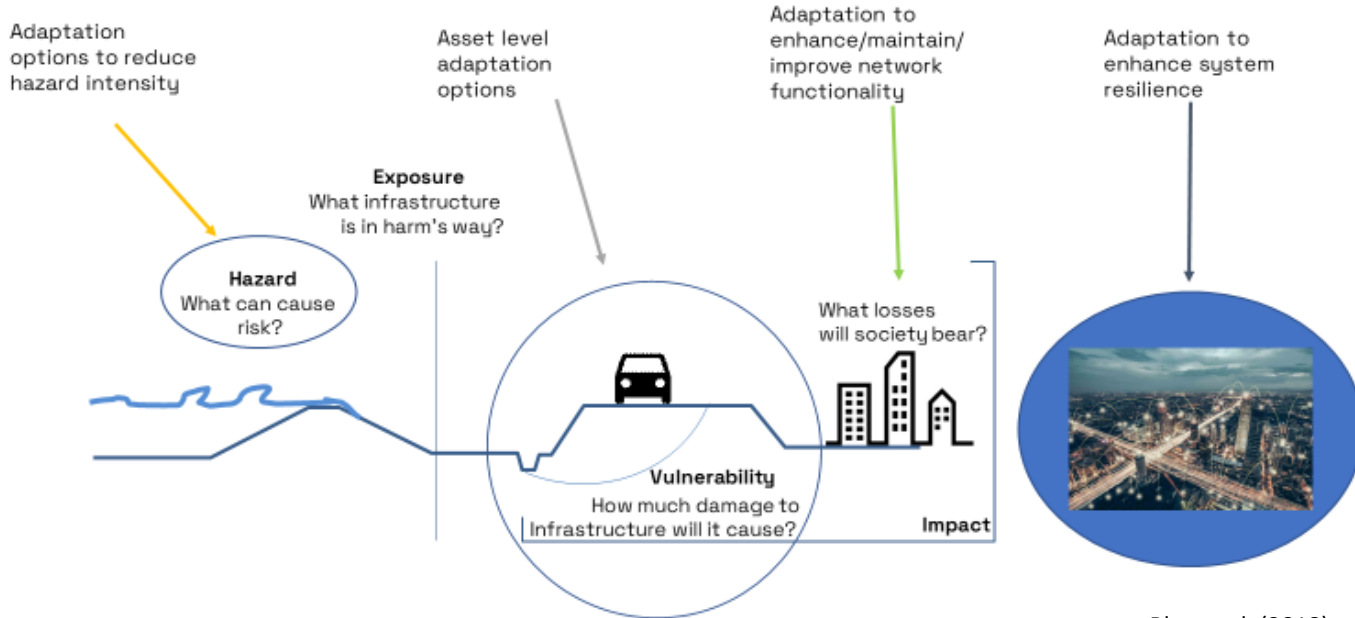 Adaptation
options to reduce
hazard intensity
Asset level
adaptation
options
Adaptation to
enhance/maintain/
improve network
functionality
Adaptation to
enhance system
resilience
Exposure
What infrastructure
is in harm's way?
Hazard
What can cause
risk?
What losses
will society bear?
Vulnerability
How much damage to
Infrastructure will it cause?
Impact